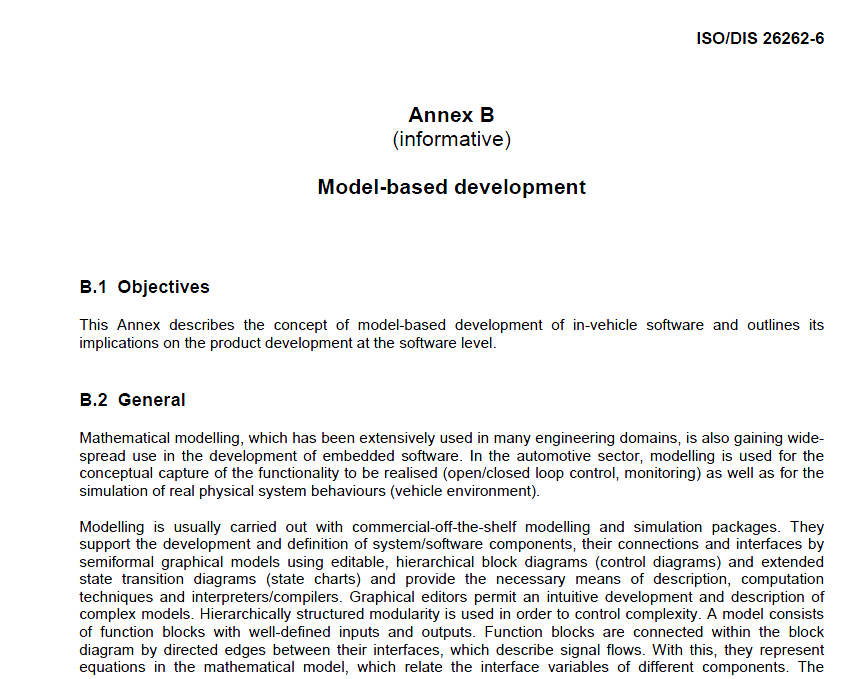 ISO/DIS 26262-6
Annex B
(informative)
Model-based development
B.1 Objectives
This Annex describes the concept of model-based development of in-vehicle software and outlines its
implications on the product development at the software level.
B.2 General
Mathematical modelling, which has been extensively used in many engineering domains, is also gaining wide-
spread use in the development of embedded software. In the automotive sector, modelling is used for the
conceptual capture of the functionality to be realised (open/closed loop control, monitoring) as well as for the
simulation of real physical system behaviours (vehicle environment).
Modelling is usually carried out with commercial-off-the-shelf modelling and simulation packages. They
support the development and definition of system/software components, their connections and interfaces by
semiformal graphical models using editable, hierarchical block diagrams (control diagrams) and extended
state transition diagrams (state charts) and provide the necessary means of description, computation
techniques and interpreters/compilers. Graphical editors permit an intuitive development and description of
complex models. Hierarchically structured modularity is used in order to control complexity. A model consists
of function blocks with well-defined inputs and outputs. Function blocks are connected within the block
diagram by directed edges between their interfaces, which describe signal flows. With this, they represent
equations in the mathematical model, which relate the interface variables of different components. The